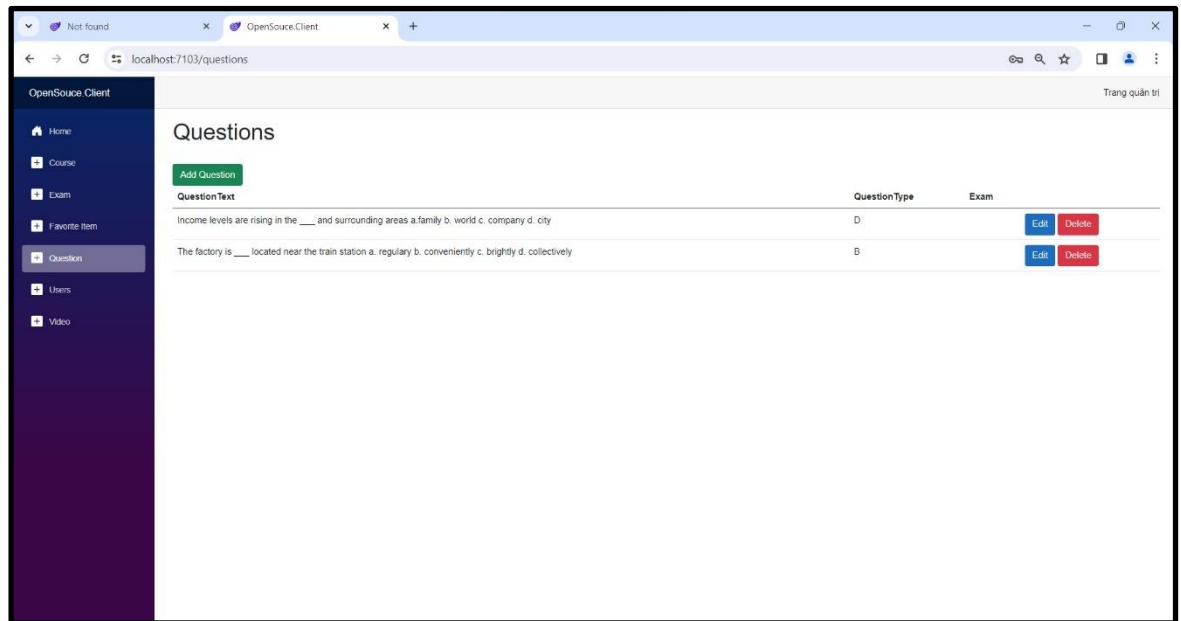 Not found
OpenSouce.Client
localhost:7103/questions
OpenSouce.Client
Trang quản trị
Home
Course
Exam
Favorite Item
Question
Users
Video
Questions
Add Question
QuestionText QuestionType Exam
Income levels are rising in the ___ and surrounding areas a.family b. world c. company d. city D Edit Delete
The factory is ___ located near the train station a. regulary b. conveniently c. brightly d. collectively B Edit Delete